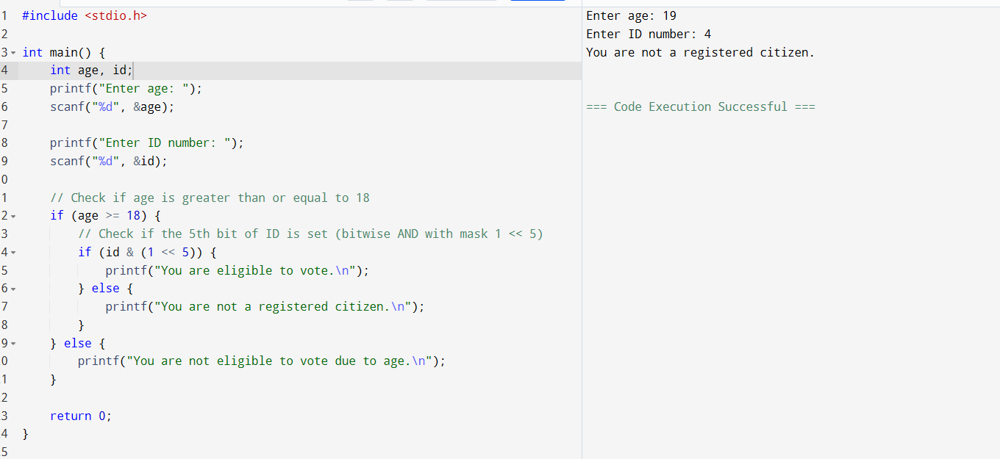 1 #include <stdio.h>
2
3 int main() {
4     int age, id;
5     printf("Enter age: ");
6     scanf("%d", &age);
7
8     printf("Enter ID number: ");
9     scanf("%d", &id);
0
1     // Check if age is greater than or equal to 18
2     if (age >= 18) {
3         // Check if the 5th bit of ID is set (bitwise AND with mask 1 << 5)
4         if (id & (1 << 5)) {
5             printf("You are eligible to vote.\n");
6         } else {
7             printf("You are not a registered citizen.\n");
8         }
9     } else {
0         printf("You are not eligible to vote due to age.\n");
1     }
2
3     return 0;
4 }
5
Enter age: 19
Enter ID number: 4
You are not a registered citizen.
=== Code Execution Successful ===